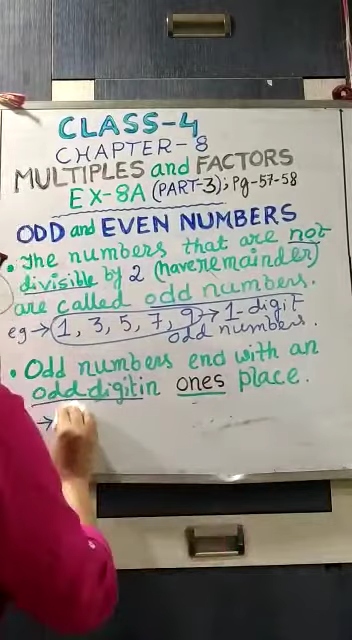 CLASS-4
CHAPTER-8
MULTIPLES and FACTORS
EX-8A (PART-3); Pg-57-58
ODD and EVEN NUMBERS
• The numbers that are not
divisible by 2 (have remainder)
are called odd numbers.
eg → 1, 3, 5, 7, 9 → 1-digit
odd numbers.
• Odd numbers end with an
odd digit in ones place.
→